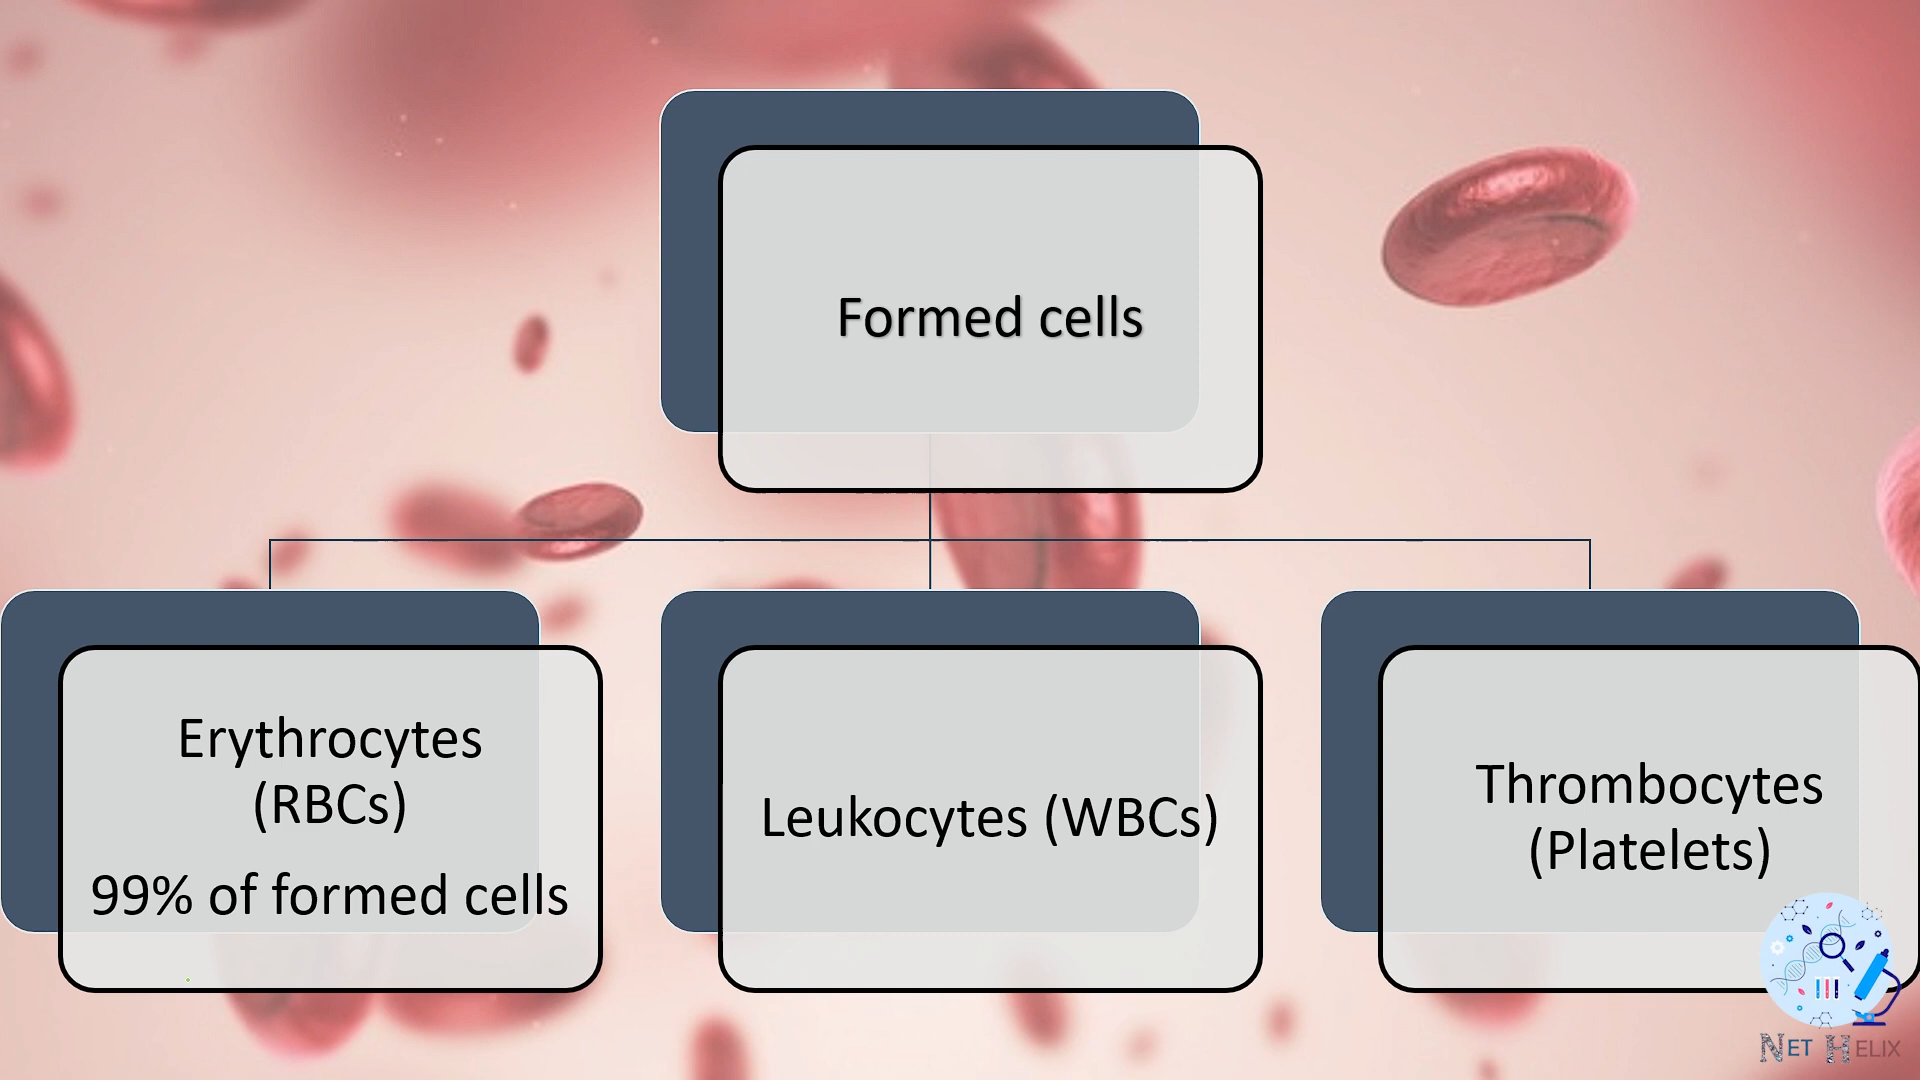 Formed cells
Erythrocytes
(RBCs)
99% of formed cells
Leukocytes (WBCs)
Thrombocytes
(Platelets)
NET HELIX